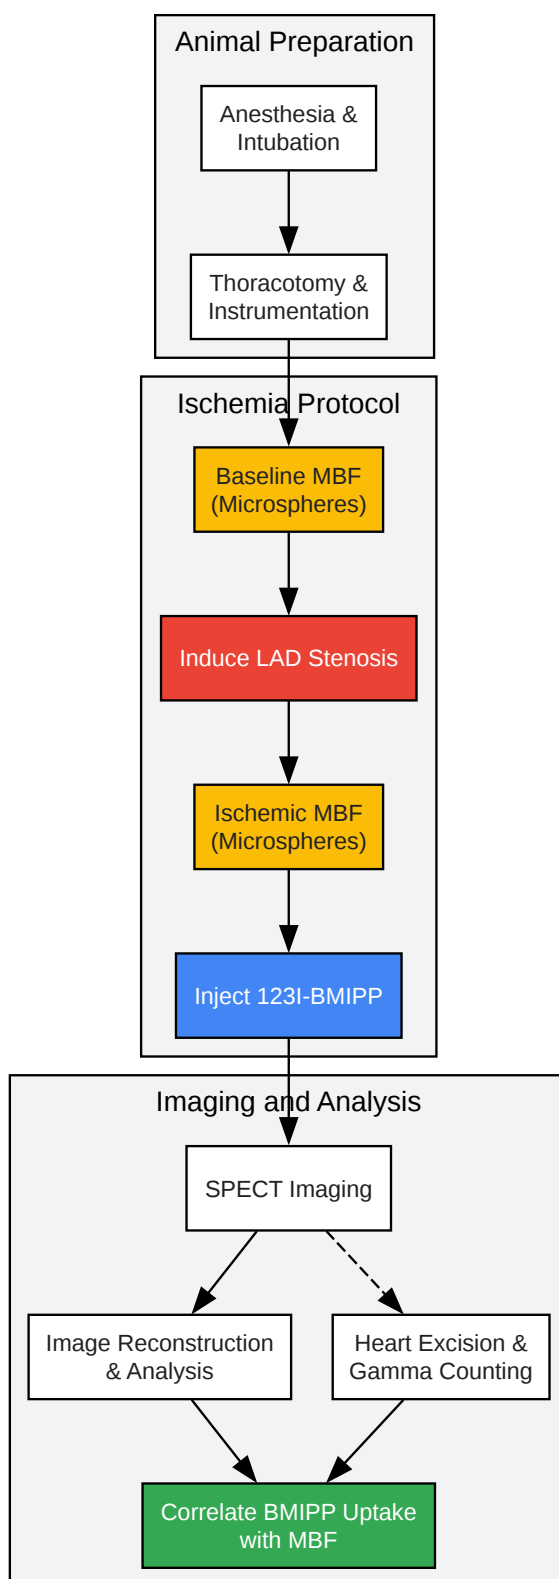 Animal Preparation
Anesthesia &
Intubation
Thoracotomy &
Instrumentation
Ischemia Protocol
Baseline MBF
(Microspheres)
Induce LAD Stenosis
Ischemic MBF
(Microspheres)
Inject 123I-BMIPP
Imaging and Analysis
SPECT Imaging
Image Reconstruction
& Analysis
Heart Excision &
Gamma Counting
Correlate BMIPP Uptake
with MBF